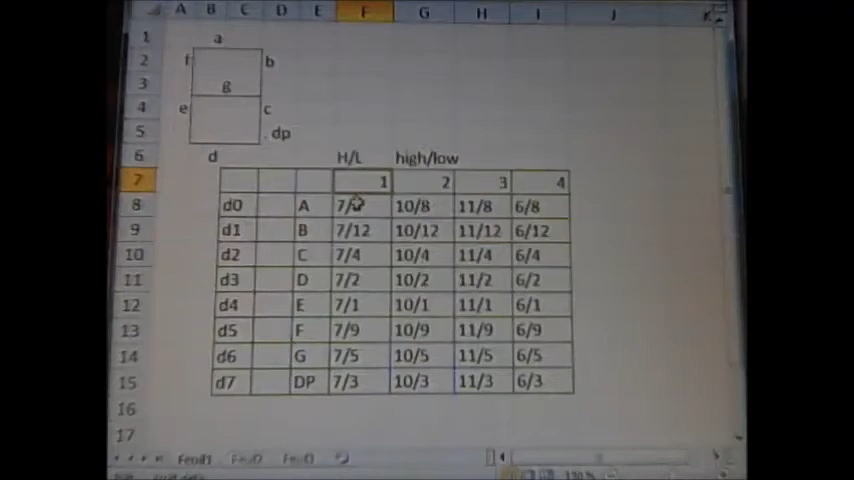 A B C D E F G H I J K
1 a
2 f b
3 g
4 e c
5 . dp
6 d H/L high/low
7 1 2 3 4
8 d0 A 10/8 11/8 6/8
9 d1 B 7/12 10/12 11/12 6/12
10 d2 C 7/4 10/4 11/4 6/4
11 d3 D 7/2 10/2 11/2 6/2
12 d4 E 7/1 10/1 11/1 6/1
13 d5 F 7/9 10/9 11/9 6/9
14 d6 G 7/5 10/5 11/5 6/5
15 d7 DP 7/3 10/3 11/3 6/3
16
17